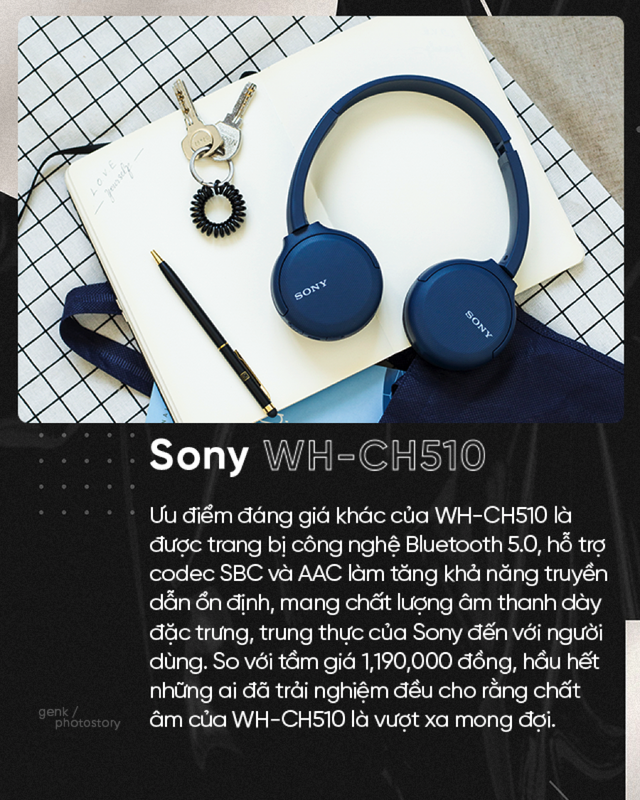 LOVE
yourself
SONY
SONY
Sony WH-CH510
Ưu điểm đáng giá khác của WH-CH510 là
được trang bị công nghệ Bluetooth 5.0, hỗ trợ
codec SBC và AAC làm tăng khả năng truyền
dẫn ổn định, mang chất lượng âm thanh dày
đặc trưng, trung thực của Sony đến với người
dùng. So với tầm giá 1,190,000 đồng, hầu hết
những ai đã trải nghiệm đều cho rằng chất
âm của WH-CH510 là vượt xa mong đợi.
genk /
photostory